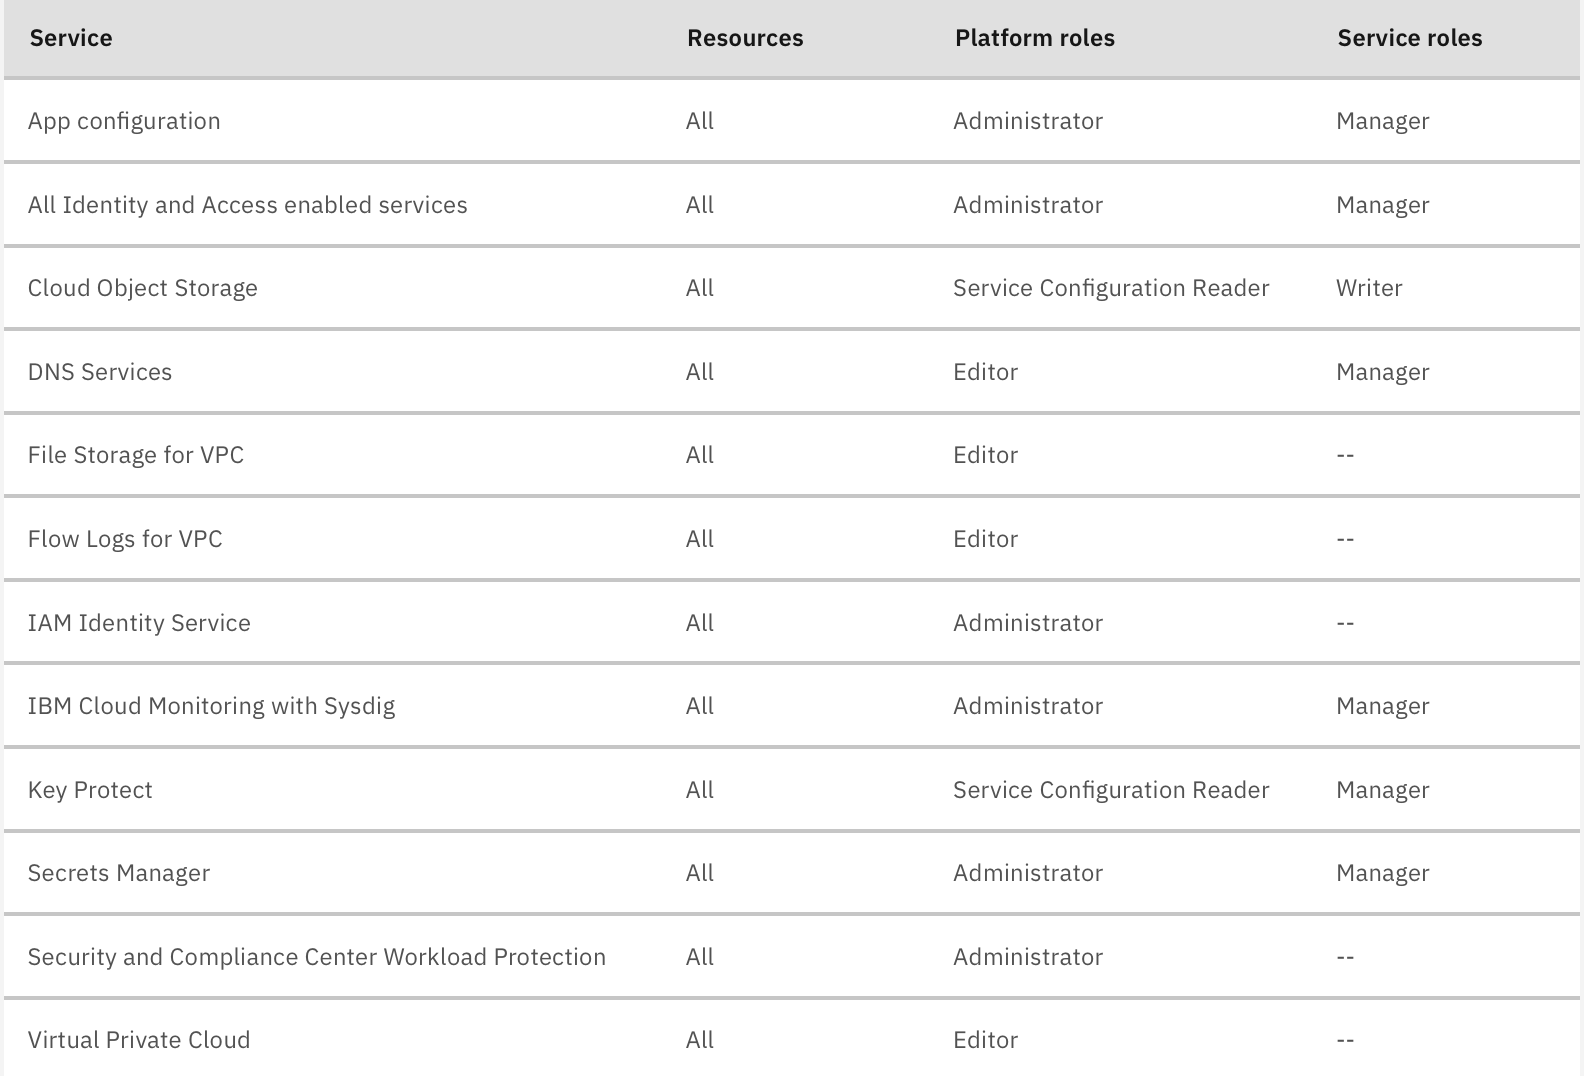 Service Resources Platform roles Service roles
App configuration All Administrator Manager
All Identity and Access enabled services All Administrator Manager
Cloud Object Storage All Service Configuration Reader Writer
DNS Services All Editor Manager
File Storage for VPC All Editor --
Flow Logs for VPC All Editor --
IAM Identity Service All Administrator --
IBM Cloud Monitoring with Sysdig All Administrator Manager
Key Protect All Service Configuration Reader Manager
Secrets Manager All Administrator Manager
Security and Compliance Center Workload Protection All Administrator --
Virtual Private Cloud All Editor --